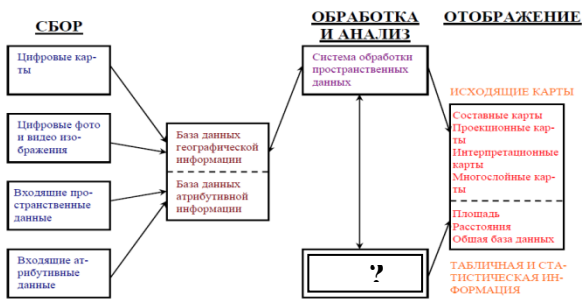 СБОР
ОБРАБОТКА
И АНАЛИЗ
ОТОБРАЖЕНИЕ
Цифровые кар-
ты
Цифровые фото
и видео изо-
бражения
Входящие про-
странственные
данные
Входящие ат-
рибутивные
данные
База данных
географической
информации
База данных
атрибутивной
информации
Система обработки
пространственных
данных
?
ИСХОДЯЩИЕ КАРТЫ
Составные карты
Проекционные кар-
ты
Интерпретационные
карты
Многослойные кар-
ты
Площадь
Расстояния
Общая база данных
ТАБЛИЧНАЯ И СТА-
ТИСТИЧЕСКАЯ ИН-
ФОРМАЦИЯ